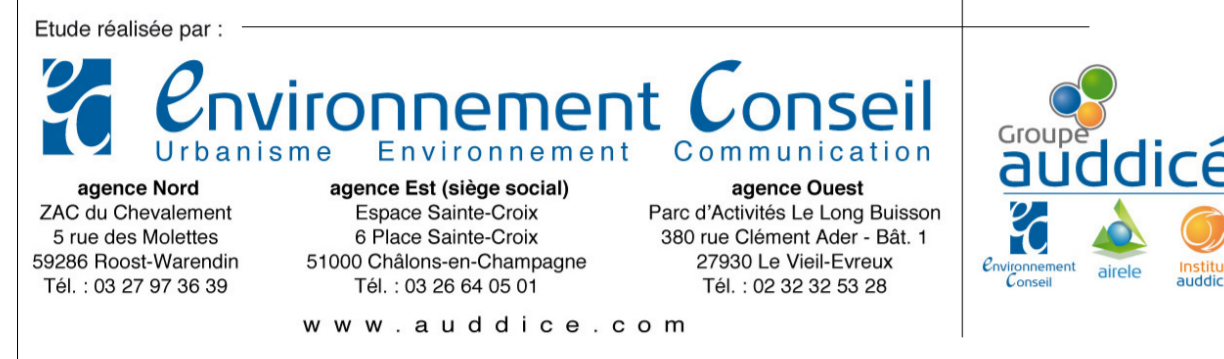 Etude réalisée par :
eC
environnement Conseil
Urbanisme Environnement Communication
agence Nord
ZAC du Chevalement
5 rue des Molettes
59286 Roost-Warendin
Tél. : 03 27 97 36 39
agence Est (siège social)
Espace Sainte-Croix
6 Place Sainte-Croix
51000 Châlons-en-Champagne
Tél. : 03 26 64 05 01
agence Ouest
Parc d'Activités Le Long Buisson
380 rue Clément Ader - Bât. 1
27930 Le Vieil-Evreux
Tél. : 02 32 32 53 28
www.auddice.com
Groupe
auddicé
eC
environnement
Conseil
airele
Institu
auddic